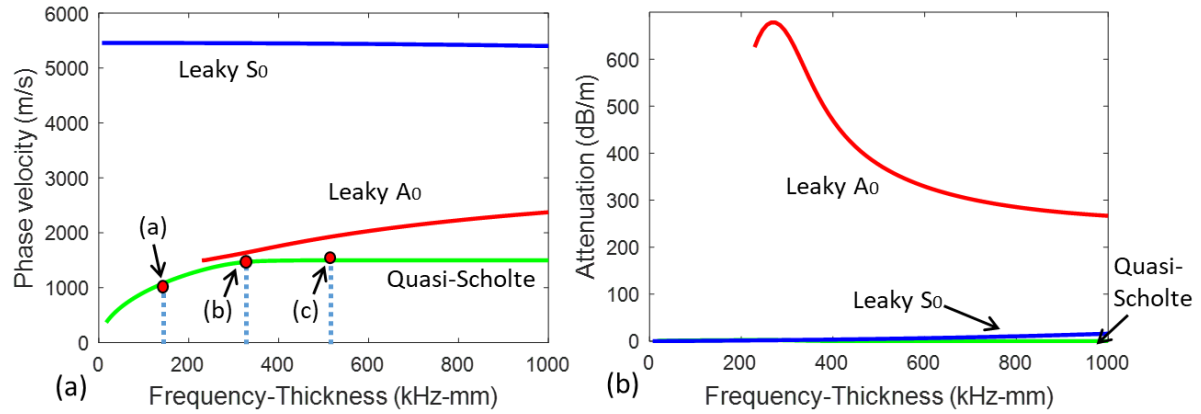 6000
5000
4000
3000
2000
1000
0
Phase velocity (m/s)
Leaky S0
Leaky A0
(a)
(b)
(c)
Quasi-Scholte
0 200 400 600 800 1000
(a)
Frequency-Thickness (kHz-mm)
600
500
400
300
200
100
0
Attenuation (dB/m)
Leaky A0
Leaky S0
Quasi-
Scholte
0 200 400 600 800 1000
(b)
Frequency-Thickness (kHz-mm)